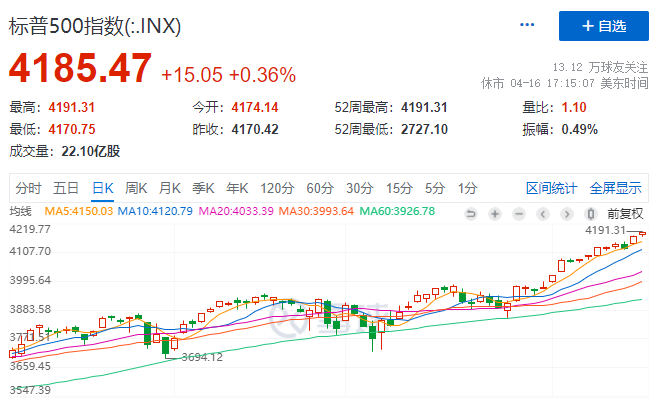 标普500指数(:.INX)
··· + 自选
4185.47 +15.05 +0.36%
13.12 万球友关注
休市 04-16 17:15:07 美东时间
最高：4191.31 今开：4174.14 52周最高：4191.31 量比：1.10
最低：4170.75 昨收：4170.42 52周最低：2727.10 振幅：0.49%
成交量：22.10亿股
分时 五日 日K 周K 月K 季K 年K 120分 60分 30分 15分 5分 1分 区间统计 全屏显示
均线 MA5:4150.03 MA10:4120.79 MA20:4033.39 MA30:3993.64 MA60:3926.78 前复权
4219.77
4191.31
4107.70
3995.64
3883.58
3694.12
3659.45
3547.39